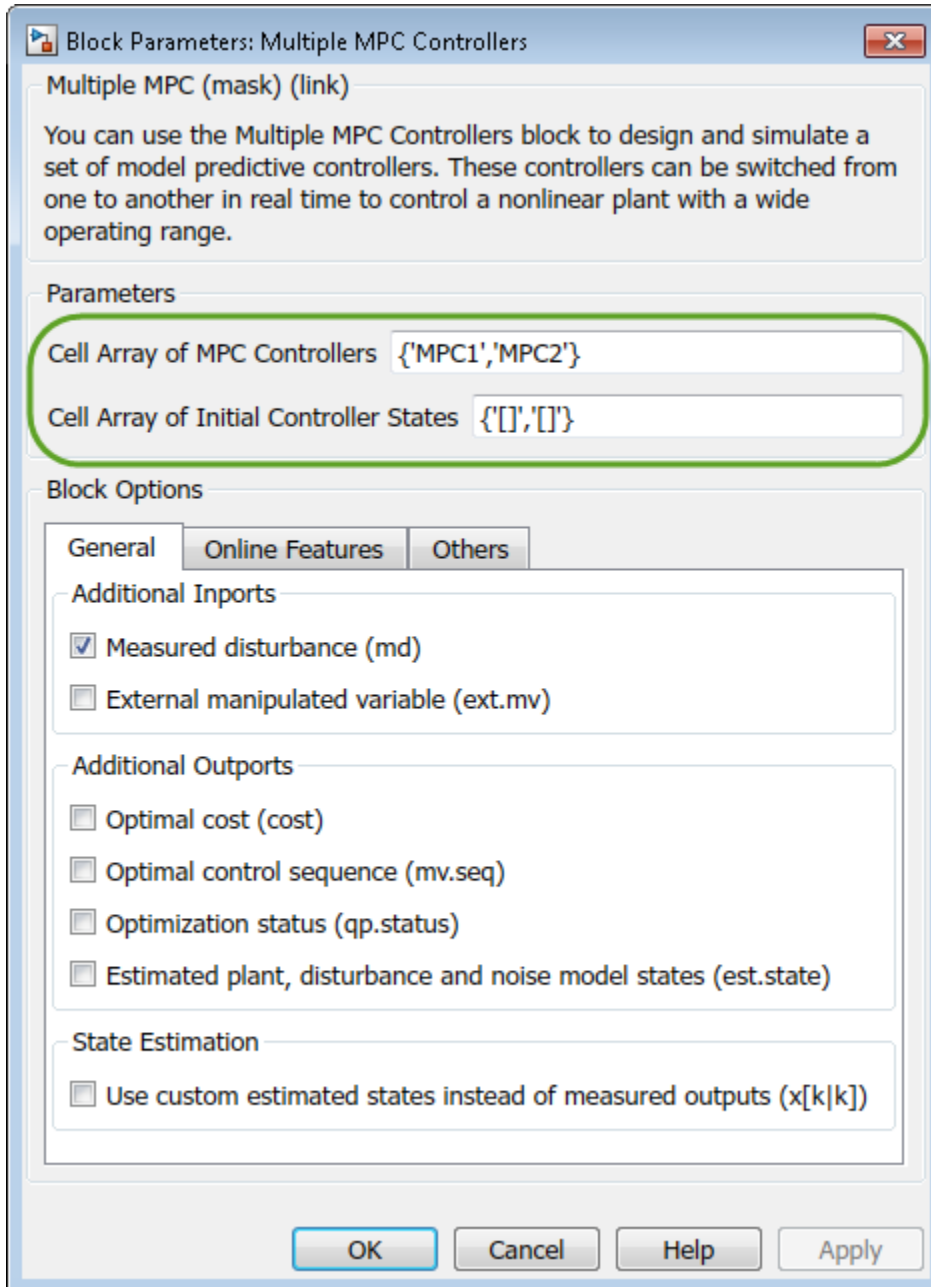 Block Parameters: Multiple MPC Controllers
Multiple MPC (mask) (link)
You can use the Multiple MPC Controllers block to design and simulate a
set of model predictive controllers. These controllers can be switched from
one to another in real time to control a nonlinear plant with a wide
operating range.
Parameters
Cell Array of MPC Controllers {'MPC1','MPC2'}
Cell Array of Initial Controller States {'[]','[]'}
Block Options
General Online Features Others
Additional Inports
Measured disturbance (md)
External manipulated variable (ext.mv)
Additional Outports
Optimal cost (cost)
Optimal control sequence (mv.seq)
Optimization status (qp.status)
Estimated plant, disturbance and noise model states (est.state)
State Estimation
Use custom estimated states instead of measured outputs (x[k|k])
OK Cancel Help Apply